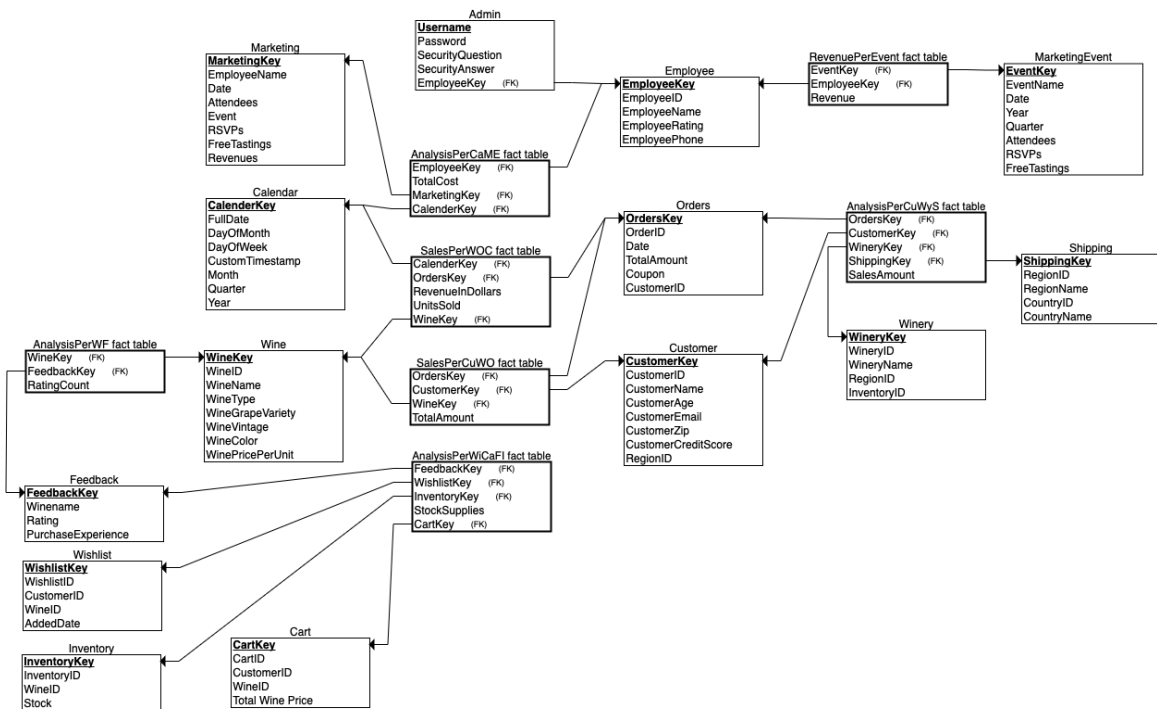 Admin
Username
Password
SecurityQuestion
SecurityAnswer
EmployeeKey (FK)
Marketing
MarketingKey
EmployeeName
Date
Attendees
Event
RSVPs
FreeTastings
Revenues
Employee
EmployeeKey
EmployeeID
EmployeeName
EmployeeRating
EmployeePhone
RevenuePerEvent fact table
EventKey (FK)
EmployeeKey (FK)
Revenue
MarketingEvent
EventKey
EventName
Date
Year
Quarter
Attendees
RSVPs
FreeTastings
AnalysisPerCaME fact table
EmployeeKey (FK)
TotalCost
MarketingKey (FK)
CalenderKey (FK)
Calendar
CalenderKey
FullDate
DayOfMonth
DayOfWeek
CustomTimestamp
Month
Quarter
Year
SalesPerWOC fact table
CalenderKey (FK)
OrdersKey (FK)
RevenueInDollars
UnitsSold
WineKey (FK)
Orders
OrdersKey
OrderID
Date
TotalAmount
Coupon
CustomerID
AnalysisPerCuWyS fact table
OrdersKey (FK)
CustomerKey (FK)
WineryKey (FK)
ShippingKey (FK)
SalesAmount
Shipping
ShippingKey
RegionID
RegionName
CountryID
CountryName
Winery
WineryKey
WineryID
WineryName
RegionID
InventoryID
AnalysisPerWF fact table
WineKey (FK)
FeedbackKey (FK)
RatingCount
Wine
WineKey
WineID
WineName
WineType
WineGrapeVariety
WineVintage
WineColor
WinePricePerUnit
SalesPerCuWO fact table
OrdersKey (FK)
CustomerKey (FK)
WineKey (FK)
TotalAmount
Customer
CustomerKey
CustomerID
CustomerName
CustomerAge
CustomerEmail
CustomerZip
CustomerCreditScore
RegionID
AnalysisPerWiCaFI fact table
FeedbackKey (FK)
WishlistKey (FK)
InventoryKey (FK)
StockSupplies
CartKey (FK)
Feedback
FeedbackKey
Winename
Rating
PurchaseExperience
Wishlist
WishlistKey
WishlistID
CustomerID
WineID
AddedDate
Inventory
InventoryKey
InventoryID
WineID
Stock
Cart
CartKey
CartID
CustomerID
WineID
Total Wine Price